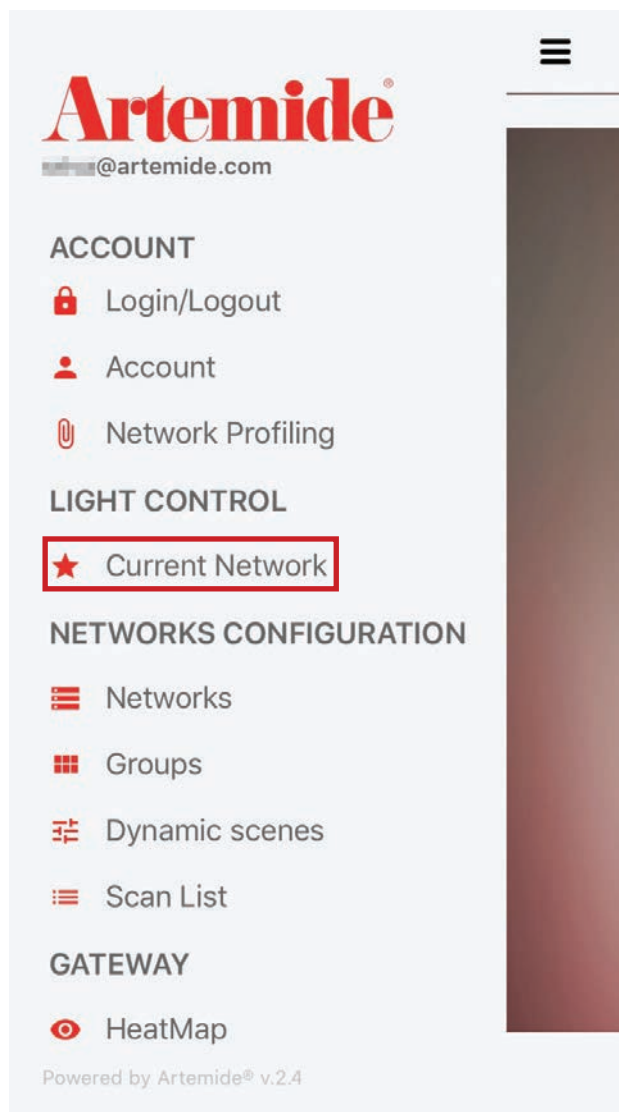 Artemide®
@artemide.com
ACCOUNT
Login/Logout
Account
Network Profiling
LIGHT CONTROL
Current Network
NETWORKS CONFIGURATION
Networks
Groups
Dynamic scenes
Scan List
GATEWAY
HeatMap
Powered by Artemide® v.2.4